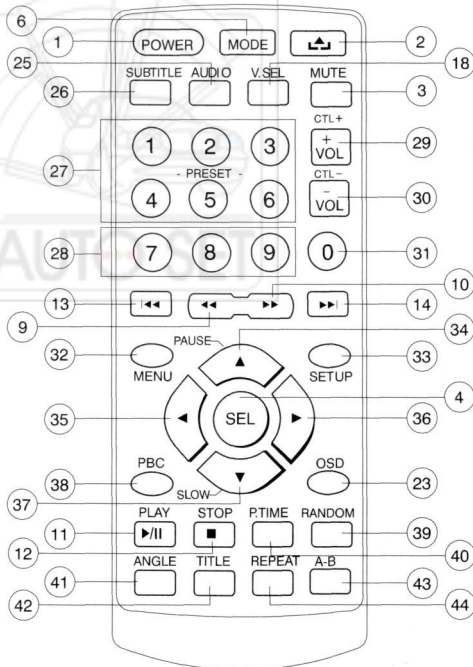 6
1
POWER
MODE
2
25
SUBTITLE AUDIO V.SEL MUTE
18
26
3
CTL+
1 2 3
+ VOL
29
27
- PRESET -
CTL-
4 5 6
- VOL
30
AUTO SET
28
7 8 9 0
31
10
13
14
9
PAUSE
34
32
33
MENU SETUP
4
35
SEL
36
PBC OSD
38
23
37
SLOW
PLAY STOP P.TIME RANDOM
11
39
12
40
ANGLE TITLE REPEAT A-B
41
43
42
44